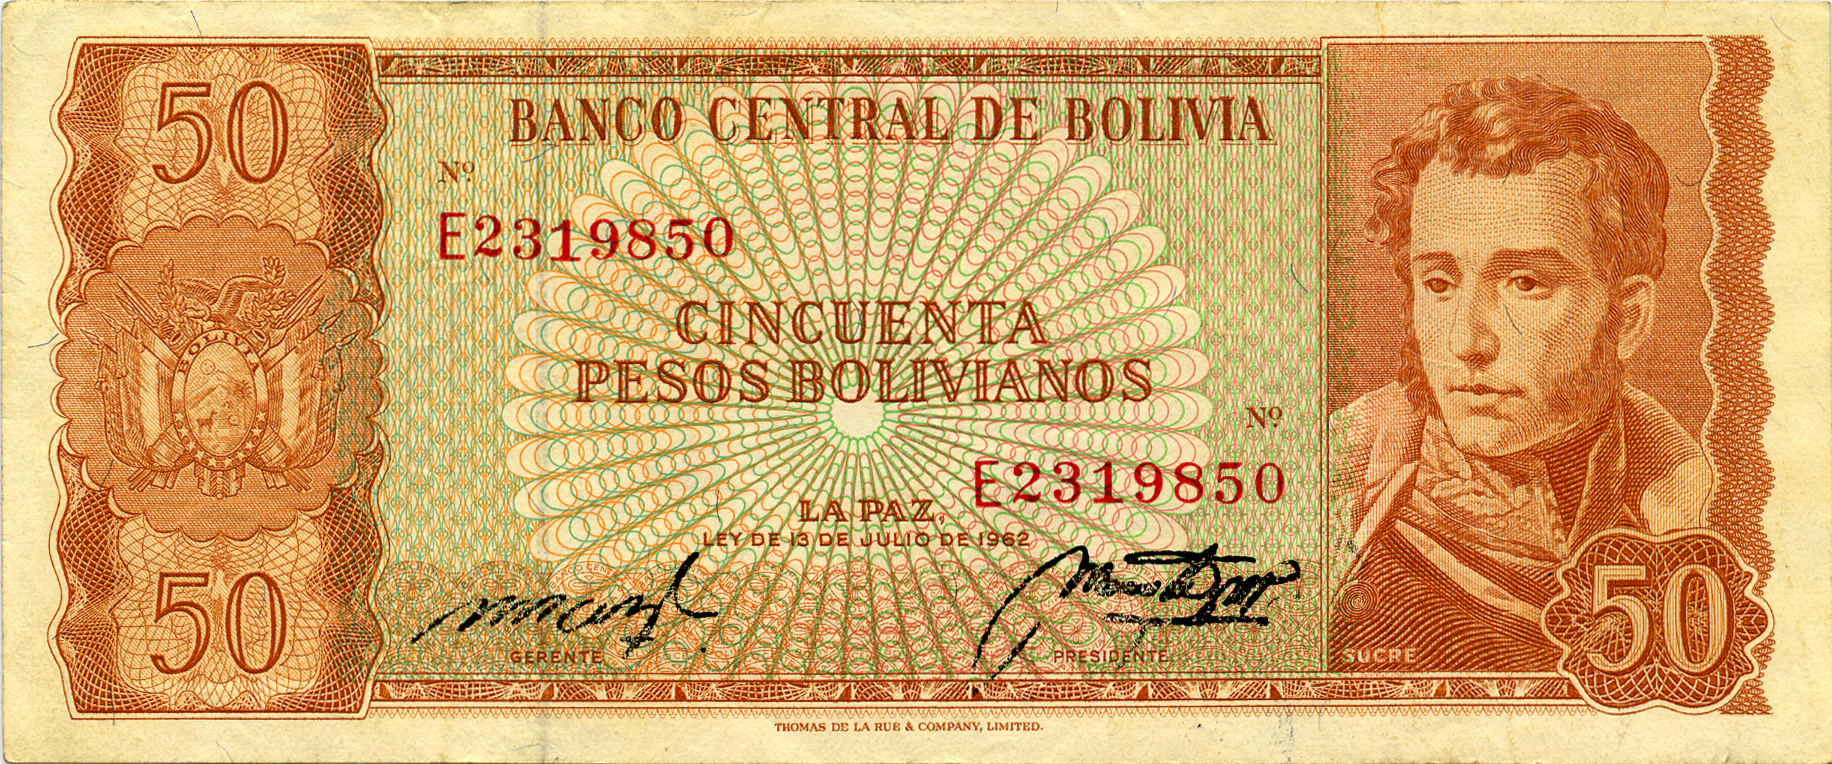 50
BANCO CENTRAL DE BOLIVIA
Nº
E2319850
CINCUENTA
PESOS BOLIVIANOS
BOLIVIA
Nº
E2319850
LA PAZ,
LEY DE 13 DE JULIO DE 1962
50
GERENTE
PRESIDENTE
SUCRE
50
THOMAS DE LA RUE & COMPANY, LIMITED.